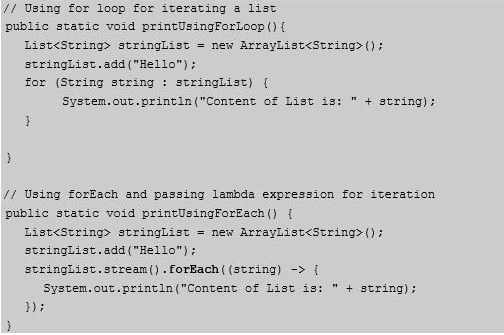 // Using for loop for iterating a list
public static void printUsingForLoop(){
List<String> stringList = new ArrayList<String>();
stringList.add("Hello");
for (String string : stringList) {
System.out.println("Content of List is: " + string);
}
}
// Using forEach and passing lambda expression for iteration
public static void printUsingForEach() {
List<String> stringList = new ArrayList<String>();
stringList.add("Hello");
stringList.stream().forEach((string) -> {
System.out.println("Content of List is: " + string);
});
}